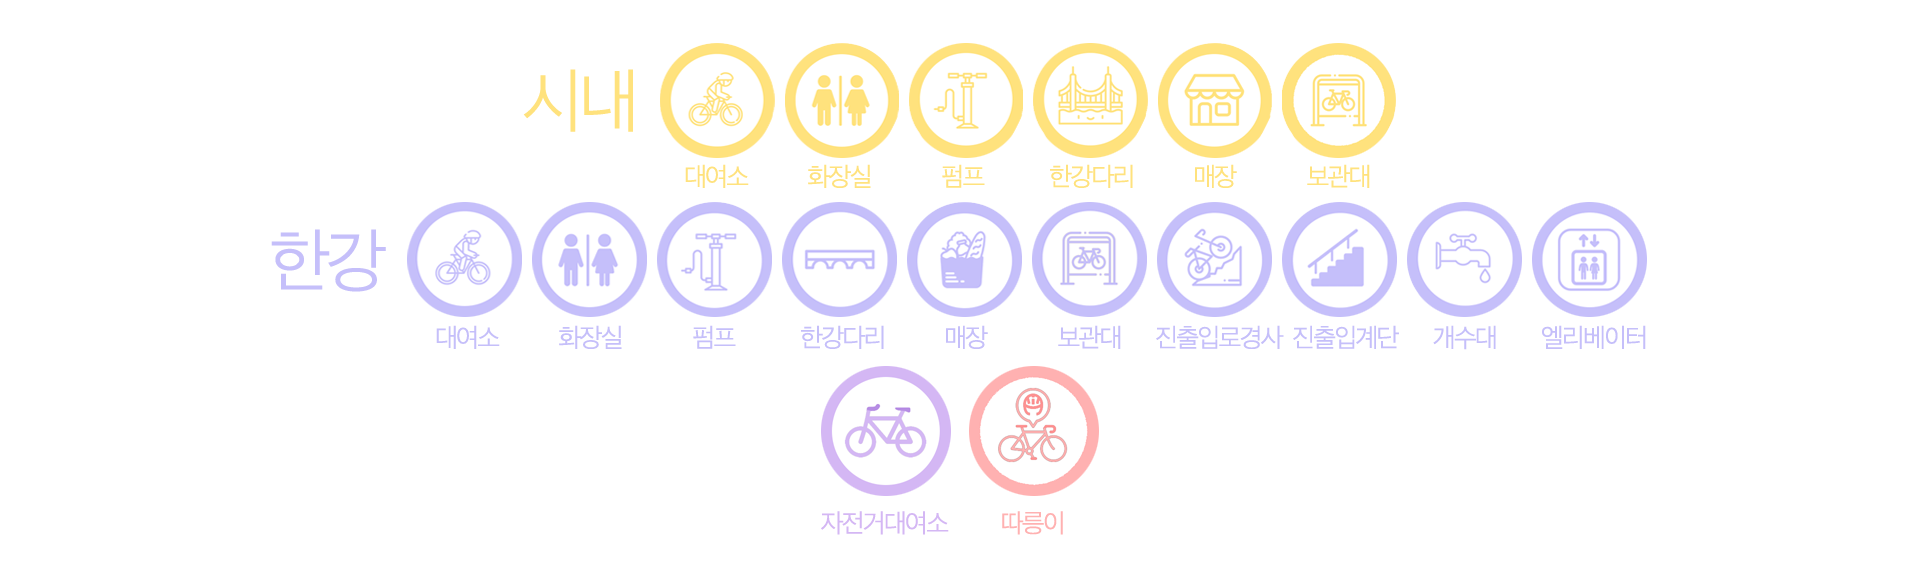 시내
대여소 화장실 펌프 한강다리 매장 보관대
한강
대여소 화장실 펌프 한강다리 매장 보관대 진출입로경사 진출입계단 개수대 엘리베이터
자전거대여소 따릉이